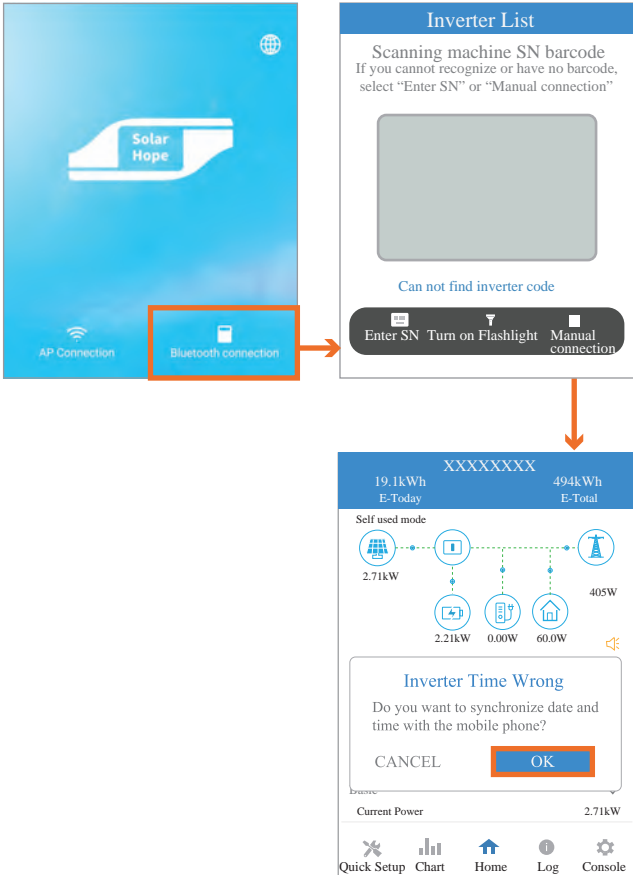 Solar
Hope
AP Connection
Bluetooth connection
Inverter List
Scanning machine SN barcode
If you cannot recognize or have no barcode,
select “Enter SN” or “Manual connection”
Can not find inverter code
Enter SN
Turn on Flashlight
Manual
connection
XXXXXXXX
19.1kWh
494kWh
E-Today
E-Total
Self used mode
2.71kW
405W
2.21kW
0.00W
60.0W
Inverter Time Wrong
Do you want to synchronize date and
time with the mobile phone?
CANCEL
OK
Basic
Current Power
2.71kW
Quick Setup
Chart
Home
Log
Console